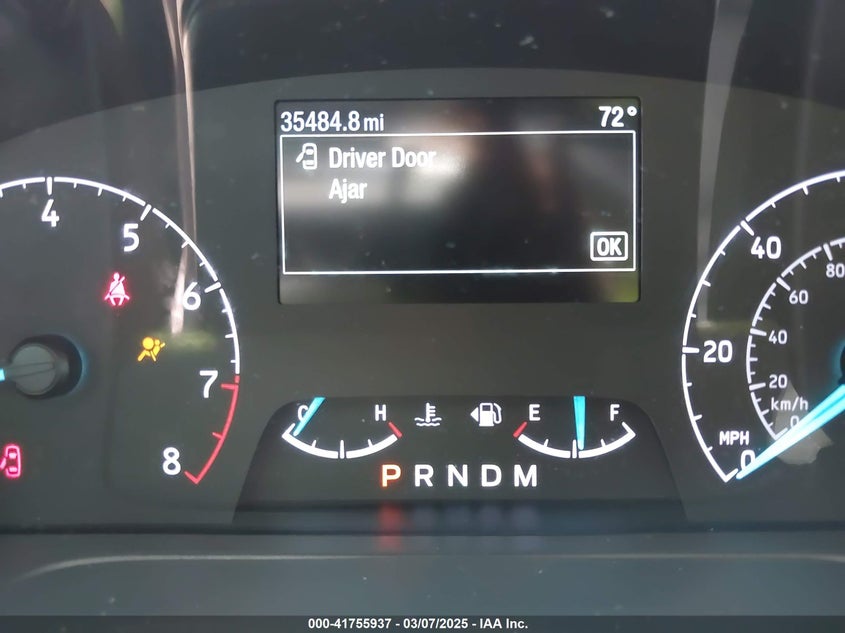 35484.8 mi 72°
Driver Door
Ajar
OK
4
5
6
7
8
C H E F
P R N D M
40
20
0
MPH
80
60
40
20
km/h
0
000-41755937 - 03/07/2025 - IAA Inc.